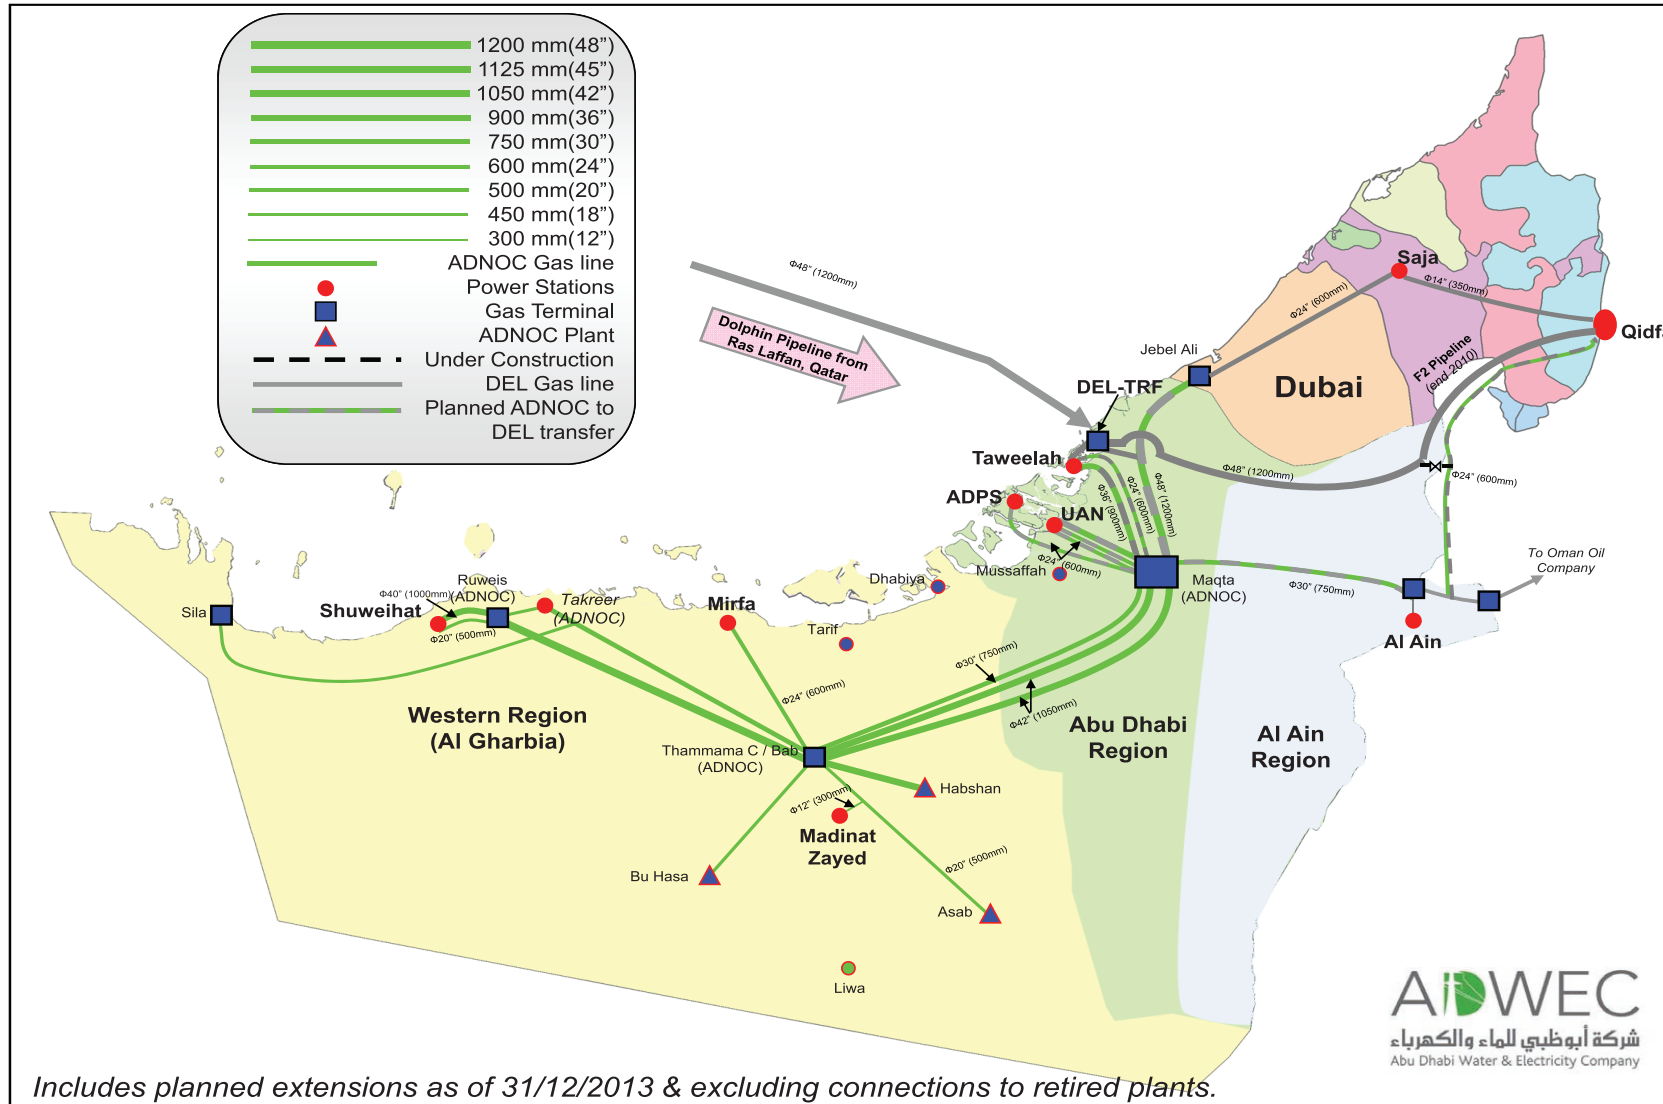 1200 mm(48”)
1125 mm(45”)
1050 mm(42”)
900 mm(36”)
750 mm(30”)
600 mm(24”)
500 mm(20”)
450 mm(18”)
300 mm(12”)
ADNOC Gas line
Power Stations
Gas Terminal
ADNOC Plant
Under Construction
DEL Gas line
Planned ADNOC to
DEL transfer
Φ48” (1200mm)
Dolphin Pipeline from
Ras Laffan, Qatar
Saja
Φ14” (350mm)
Φ24” (600mm)
Qidfa
Jebel Ali
F2 Pipeline
(end-2010)
DEL-TRF
Dubai
Taweelah
Φ48” (1200mm)
Φ24” (600mm)
ADPS
UAN
Φ36” (900mm)
Φ24” (600mm)
Φ48” (1200mm)
Φ24” (600mm)
Mussaffah
Dhabiya
Maqta
(ADNOC)
Φ30” (750mm)
To Oman Oil
Company
Al Ain
Sila
Φ40” (1000mm)
Ruweis
(ADNOC)
Shuweihat
Φ20” (500mm)
Takreer
(ADNOC)
Mirfa
Tarif
Φ24” (600mm)
Φ30” (750mm)
Φ42” (1050mm)
Western Region
(Al Gharbia)
Abu Dhabi
Region
Al Ain
Region
Thammama C / Bab
(ADNOC)
Habshan
Φ12” (300mm)
Madinat
Zayed
Φ20” (500mm)
Bu Hasa
Asab
Liwa
ADWEC
شركة أبوظبي للماء والكهرباء
Abu Dhabi Water & Electricity Company
Includes planned extensions as of 31/12/2013 & excluding connections to retired plants.